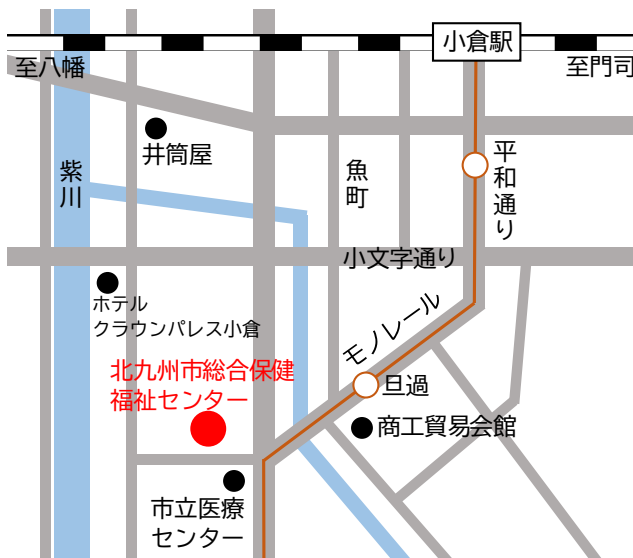 小倉駅
至八幡
至門司
井筒屋
紫川
魚町
平和通り
小文字通り
ホテル
クラウンパレス小倉
モノレール
北九州市総合保健
福祉センター
旦過
商工貿易会館
市立医療
センター